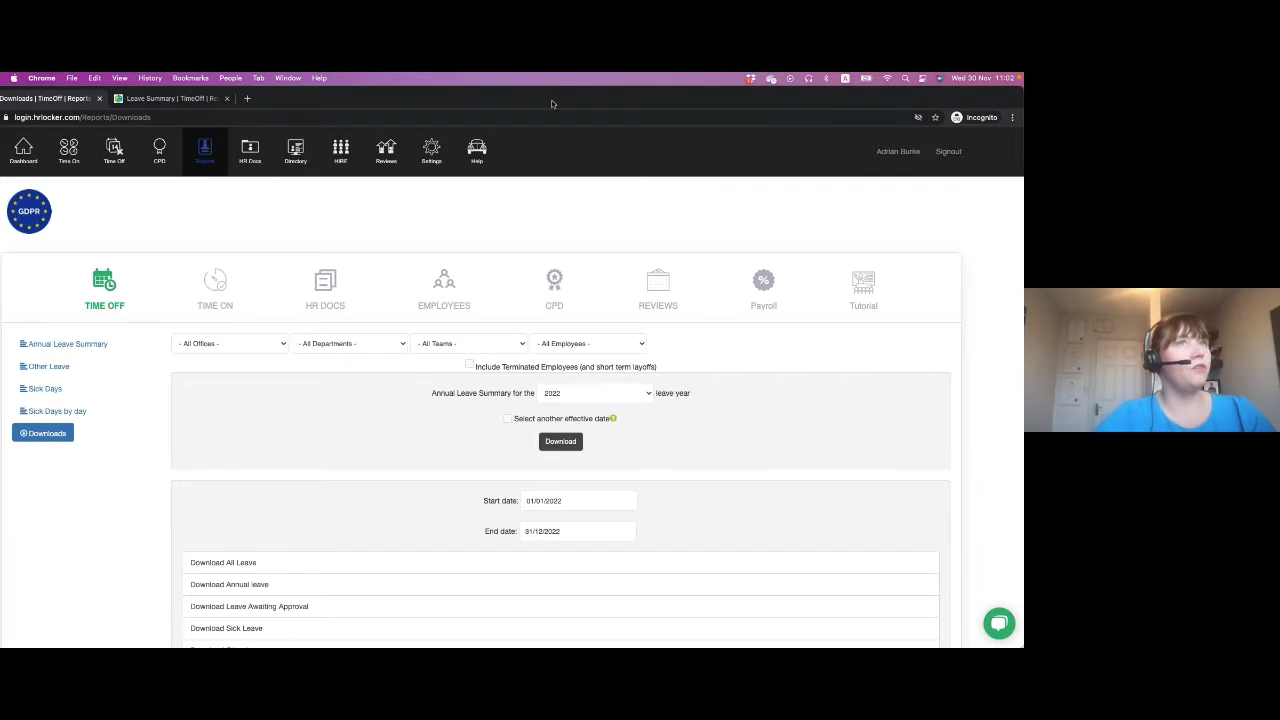 Chrome File Edit View History Bookmarks People Tab Window Help A Wed 30 Nov 11:02
Downloads | TimeOff | Reports Leave Summary | TimeOff | Re
login.hrlocker.com/Reports/Downloads Incognito
Dashboard Time On Time Off CPD Reports HR Docs Directory HIRE Reviews Settings Help
Adrian Burke Signout
GDPR
TIME OFF TIME ON HR DOCS EMPLOYEES CPD REVIEWS Payroll Tutorial
Annual Leave Summary
Other Leave
Sick Days
Sick Days by day
Downloads
- All Offices - - All Departments - - All Teams - - All Employees -
Include Terminated Employees (and short term layoffs)
Annual Leave Summary for the 2022 leave year
Select another effective date
Download
Start date: 01/01/2022
End date: 31/12/2022
Download All Leave
Download Annual leave
Download Leave Awaiting Approval
Download Sick Leave